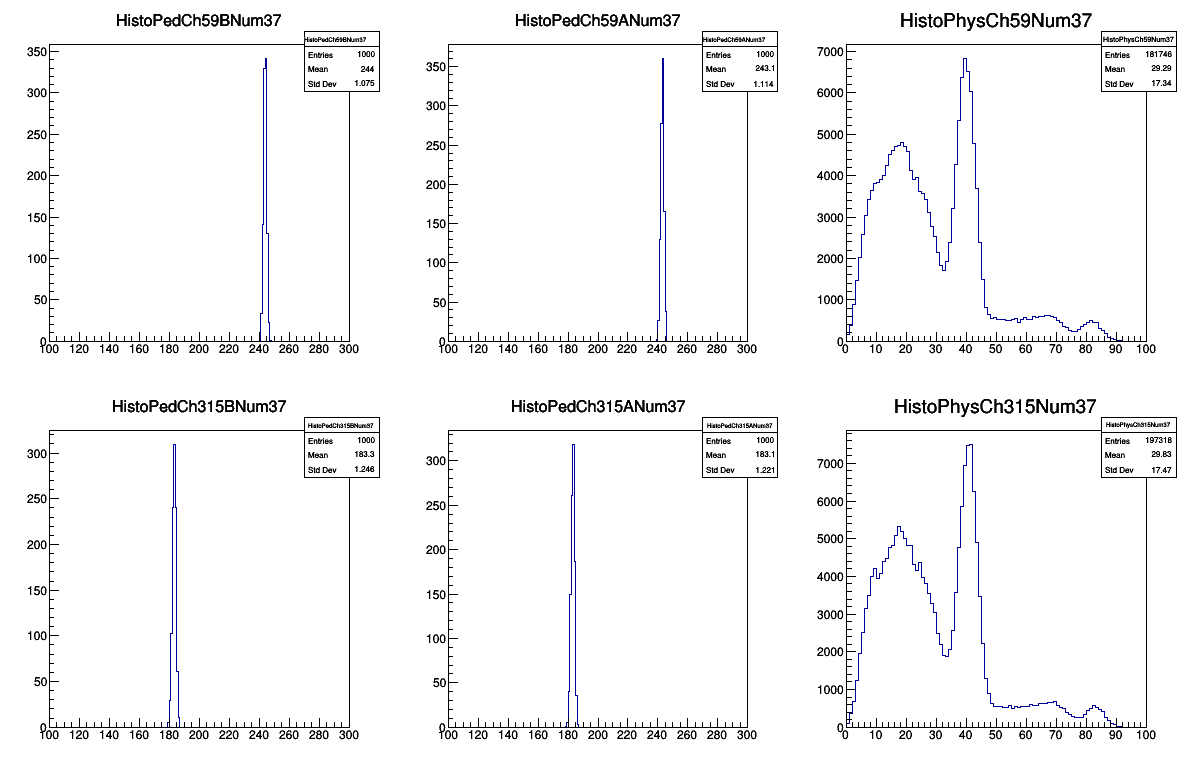 HistoPedCh59BNum37
HistoPedCh59BNum37
Entries 1000
Mean 244
Std Dev 1.075
350
300
250
200
150
100
50
0
100 120 140 160 180 200 220 240 260 280 300
HistoPedCh59ANum37
HistoPedCh59ANum37
Entries 1000
Mean 243.1
Std Dev 1.114
350
300
250
200
150
100
50
0
100 120 140 160 180 200 220 240 260 280 300
HistoPhysCh59Num37
HistoPhysCh59Num37
Entries 181746
Mean 29.29
Std Dev 17.34
7000
6000
5000
4000
3000
2000
1000
0
0 10 20 30 40 50 60 70 80 90 100
HistoPedCh315BNum37
HistoPedCh315BNum37
Entries 1000
Mean 183.3
Std Dev 1.246
300
250
200
150
100
50
0
100 120 140 160 180 200 220 240 260 280 300
HistoPedCh315ANum37
HistoPedCh315ANum37
Entries 1000
Mean 183.1
Std Dev 1.221
300
250
200
150
100
50
0
100 120 140 160 180 200 220 240 260 280 300
HistoPhysCh315Num37
HistoPhysCh315Num37
Entries 197318
Mean 29.83
Std Dev 17.47
7000
6000
5000
4000
3000
2000
1000
0
0 10 20 30 40 50 60 70 80 90 100